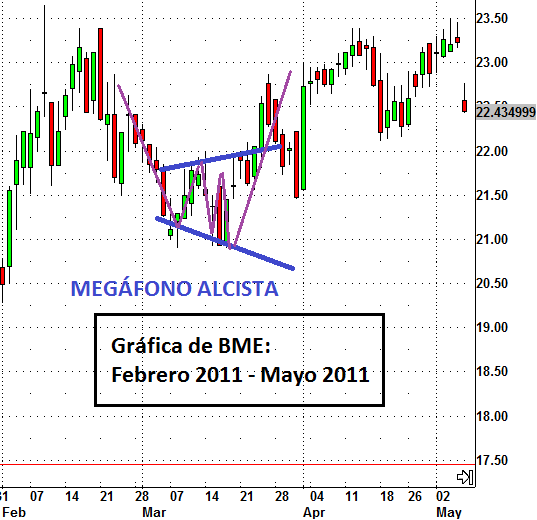 23.50
23.00
22.434999
22.00
21.50
21.00
20.50
MEGÁFONO ALCISTA
19.00
Gráfica de BME:
Febrero 2011 - Mayo 2011
18.50
18.00
17.50
31 07 14 21 28 07 14 21 28 04 11 18 26 02
Feb Mar Apr May